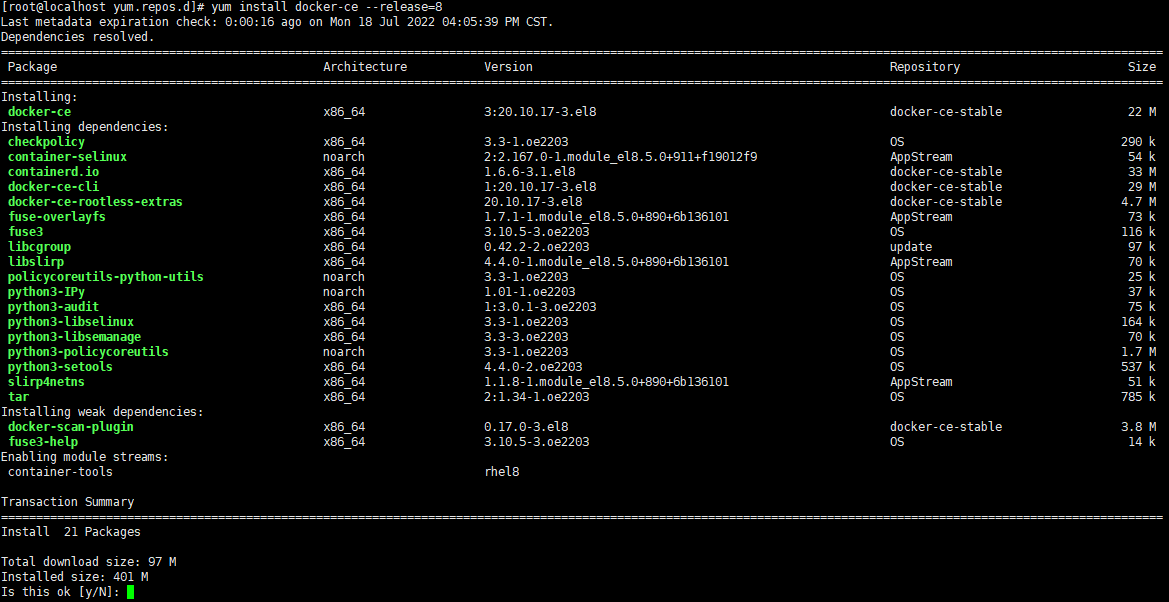 [root@localhost yum.repos.d]# yum install docker-ce --release=8
Last metadata expiration check: 0:00:16 ago on Mon 18 Jul 2022 04:05:39 PM CST.
Dependencies resolved.
================================================================================
Package Architecture Version Repository Size
================================================================================
Installing:
docker-ce x86_64 3:20.10.17-3.el8 docker-ce-stable 22 M
Installing dependencies:
checkpolicy x86_64 3.3-1.oe2203 OS 290 k
container-selinux noarch 2:2.167.0-1.module_el8.5.0+911+f19012f9 AppStream 54 k
containerd.io x86_64 1.6.6-3.1.el8 docker-ce-stable 33 M
docker-ce-cli x86_64 1:20.10.17-3.el8 docker-ce-stable 29 M
docker-ce-rootless-extras x86_64 20.10.17-3.el8 docker-ce-stable 4.7 M
fuse-overlayfs x86_64 1.7.1-1.module_el8.5.0+890+6b136101 AppStream 73 k
fuse3 x86_64 3.10.5-3.oe2203 OS 116 k
libcgroup x86_64 0.42.2-2.oe2203 update 97 k
libslirp x86_64 4.4.0-1.module_el8.5.0+890+6b136101 AppStream 70 k
policycoreutils-python-utils noarch 3.3-1.oe2203 OS 25 k
python3-IPy noarch 1.01-1.oe2203 OS 37 k
python3-audit x86_64 1:3.0.1-3.oe2203 OS 75 k
python3-libselinux x86_64 3.3-1.oe2203 OS 164 k
python3-libsemanage x86_64 3.3-3.oe2203 OS 70 k
python3-policycoreutils noarch 3.3-1.oe2203 OS 1.7 M
python3-setools x86_64 4.4.0-2.oe2203 OS 537 k
slirp4netns x86_64 1.1.8-1.module_el8.5.0+890+6b136101 AppStream 51 k
tar x86_64 2:1.34-1.oe2203 OS 785 k
Installing weak dependencies:
docker-scan-plugin x86_64 0.17.0-3.el8 docker-ce-stable 3.8 M
fuse3-help x86_64 3.10.5-3.oe2203 OS 14 k
Enabling module streams:
container-tools rhel8
Transaction Summary
================================================================================
Install 21 Packages
Total download size: 97 M
Installed size: 401 M
Is this ok [y/N]: